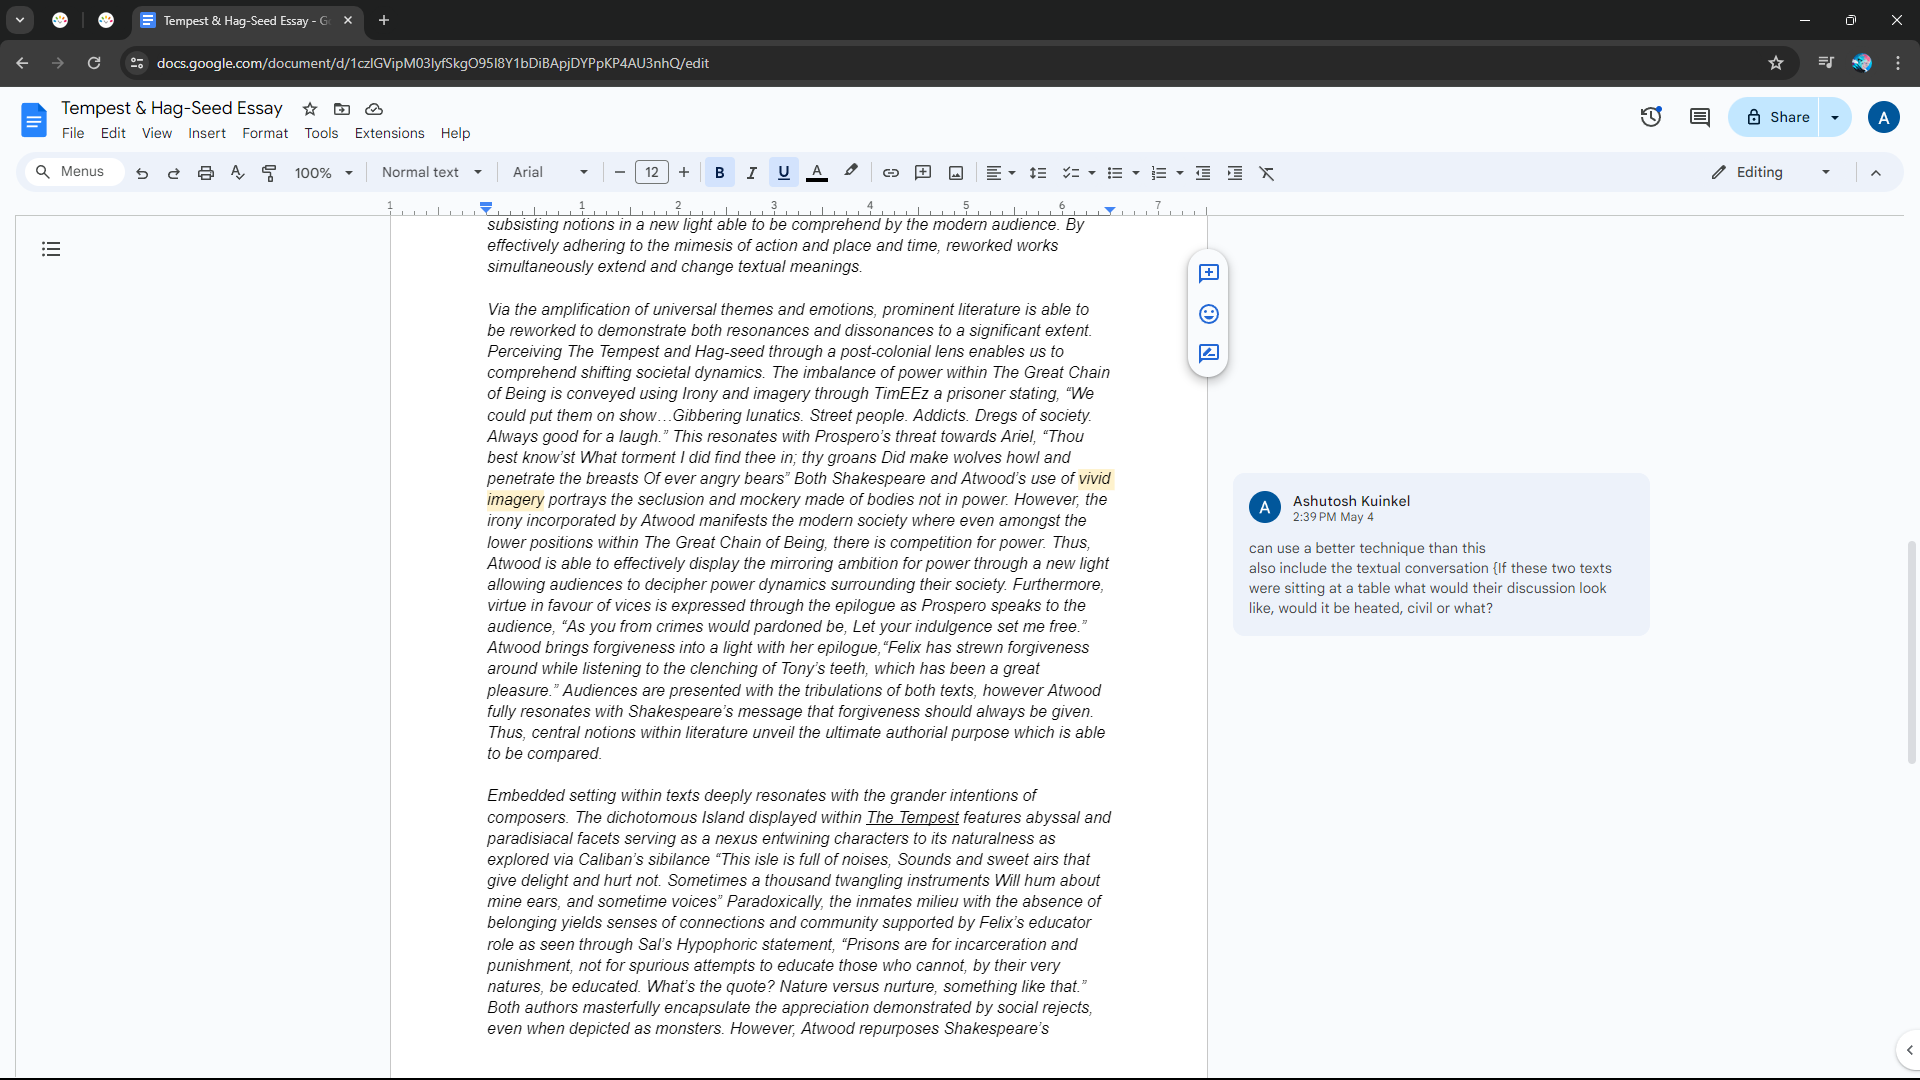 Tempest & Hag-Seed Essay - G
docs.google.com/document/d/1czlGVipM03lyfSkgO95I8Y1bDiBApjDYPpKP4AU3nhQ/edit
Tempest & Hag-Seed Essay
File Edit View Insert Format Tools Extensions Help
Share
A
Menus
100%
Normal text
Arial
12
B
I
U
A
Editing
1 1 2 3 4 5 6 7
subsisting notions in a new light able to be comprehend by the modern audience. By
effectively adhering to the mimesis of action and place and time, reworked works
simultaneously extend and change textual meanings.
Via the amplification of universal themes and emotions, prominent literature is able to
be reworked to demonstrate both resonances and dissonances to a significant extent.
Perceiving The Tempest and Hag-seed through a post-colonial lens enables us to
comprehend shifting societal dynamics. The imbalance of power within The Great Chain
of Being is conveyed using Irony and imagery through TimEEz a prisoner stating, “We
could put them on show…Gibbering lunatics. Street people. Addicts. Dregs of society.
Always good for a laugh.” This resonates with Prospero’s threat towards Ariel, “Thou
best know’st What torment I did find thee in; thy groans Did make wolves howl and
penetrate the breasts Of ever angry bears” Both Shakespeare and Atwood’s use of vivid
imagery portrays the seclusion and mockery made of bodies not in power. However, the
irony incorporated by Atwood manifests the modern society where even amongst the
lower positions within The Great Chain of Being, there is competition for power. Thus,
Atwood is able to effectively display the mirroring ambition for power through a new light
allowing audiences to decipher power dynamics surrounding their society. Furthermore,
virtue in favour of vices is expressed through the epilogue as Prospero speaks to the
audience, “As you from crimes would pardoned be, Let your indulgence set me free.”
Atwood brings forgiveness into a light with her epilogue,“Felix has strewn forgiveness
around while listening to the clenching of Tony’s teeth, which has been a great
pleasure.” Audiences are presented with the tribulations of both texts, however Atwood
fully resonates with Shakespeare’s message that forgiveness should always be given.
Thus, central notions within literature unveil the ultimate authorial purpose which is able
to be compared.
Embedded setting within texts deeply resonates with the grander intentions of
composers. The dichotomous Island displayed within The Tempest features abyssal and
paradisiacal facets serving as a nexus entwining characters to its naturalness as
explored via Caliban’s sibilance “This isle is full of noises, Sounds and sweet airs that
give delight and hurt not. Sometimes a thousand twangling instruments Will hum about
mine ears, and sometime voices” Paradoxically, the inmates milieu with the absence of
belonging yields senses of connections and community supported by Felix’s educator
role as seen through Sal’s Hypophoric statement, “Prisons are for incarceration and
punishment, not for spurious attempts to educate those who cannot, by their very
natures, be educated. What’s the quote? Nature versus nurture, something like that.”
Both authors masterfully encapsulate the appreciation demonstrated by social rejects,
even when depicted as monsters. However, Atwood repurposes Shakespeare’s
A
Ashutosh Kuinkel
2:39 PM May 4
can use a better technique than this
also include the textual conversation {If these two texts
were sitting at a table what would their discussion look
like, would it be heated, civil or what?